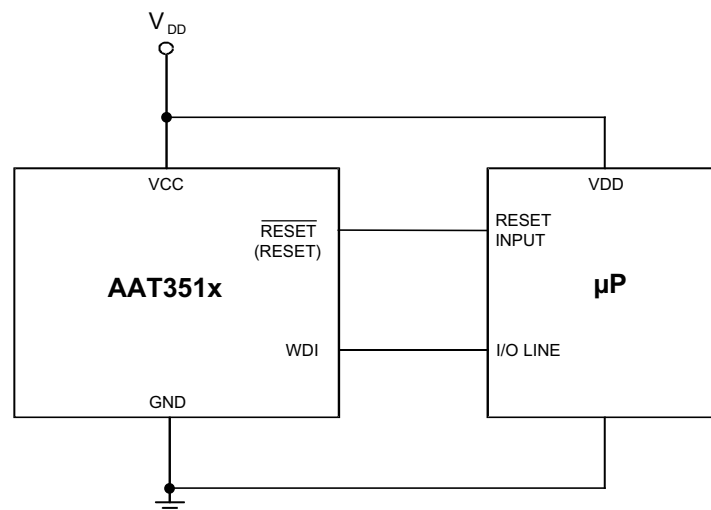 V DD
VCC
VDD
RESET
(RESET)
RESET
INPUT
AAT351x
µP
WDI
I/O LINE
GND